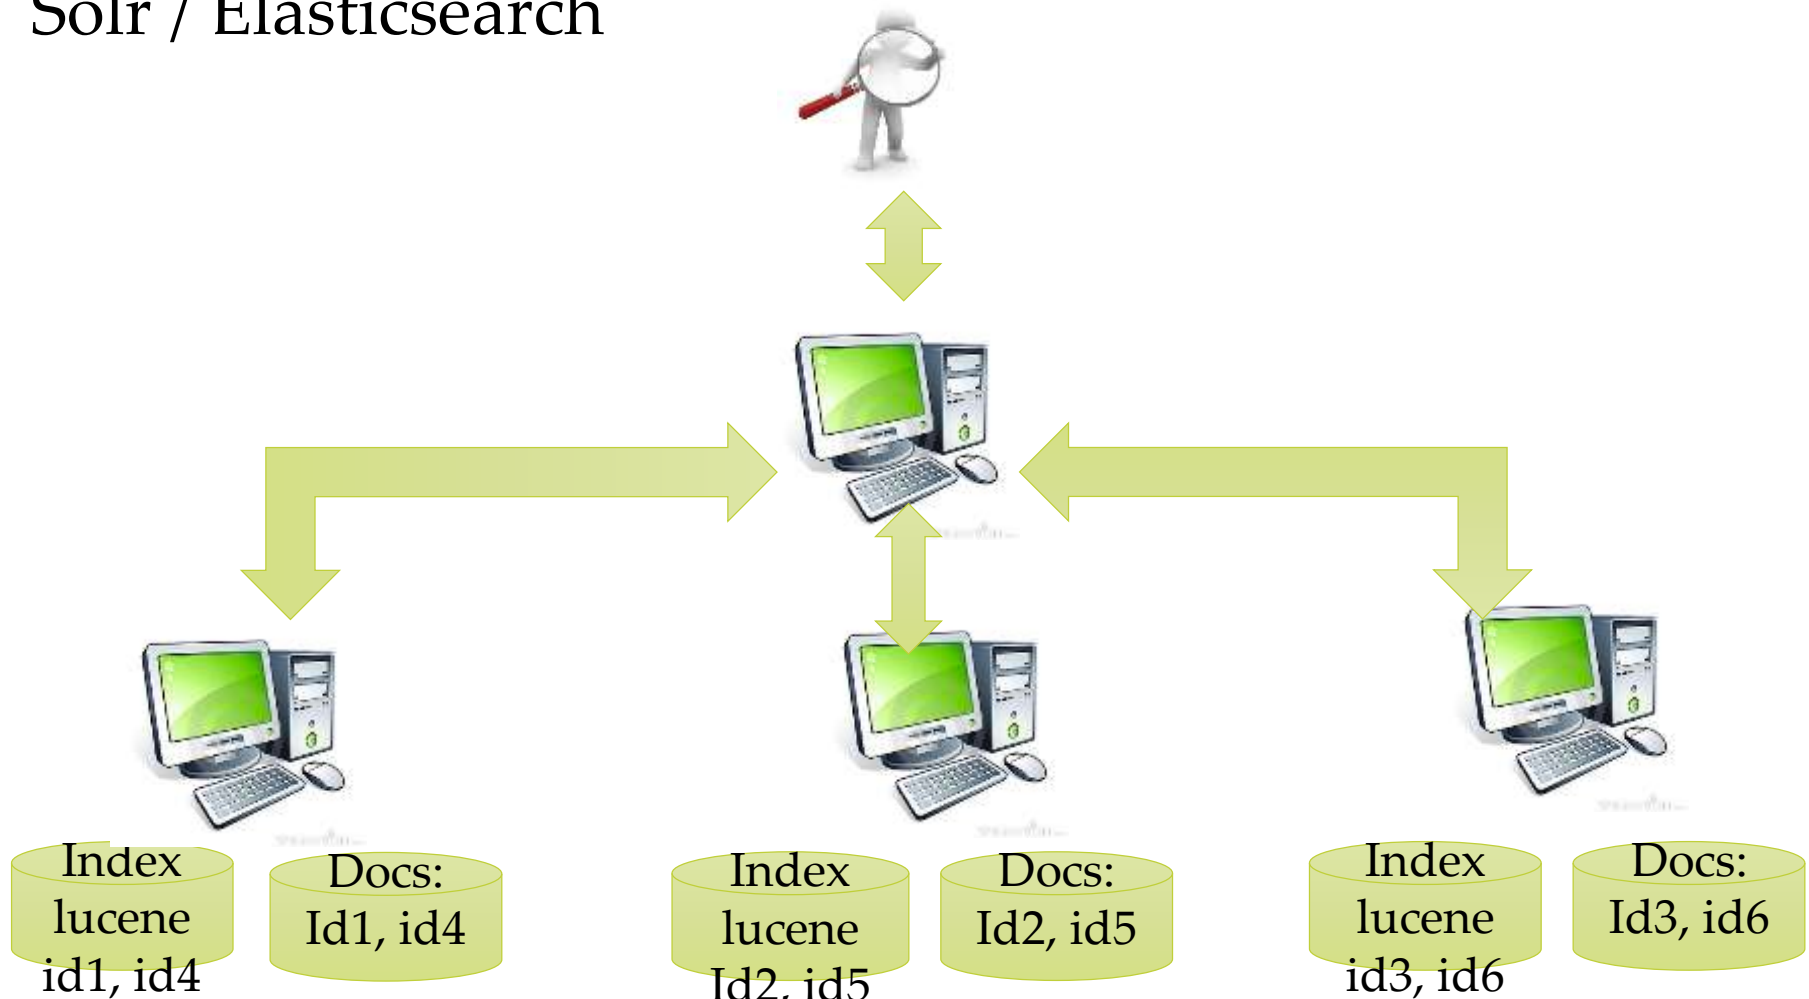 Solr / Elasticsearch
Index
lucene
id1, id4
Docs:
Id1, id4
Index
lucene
Id2, id5
Docs:
Id2, id5
Index
lucene
id3, id6
Docs:
Id3, id6